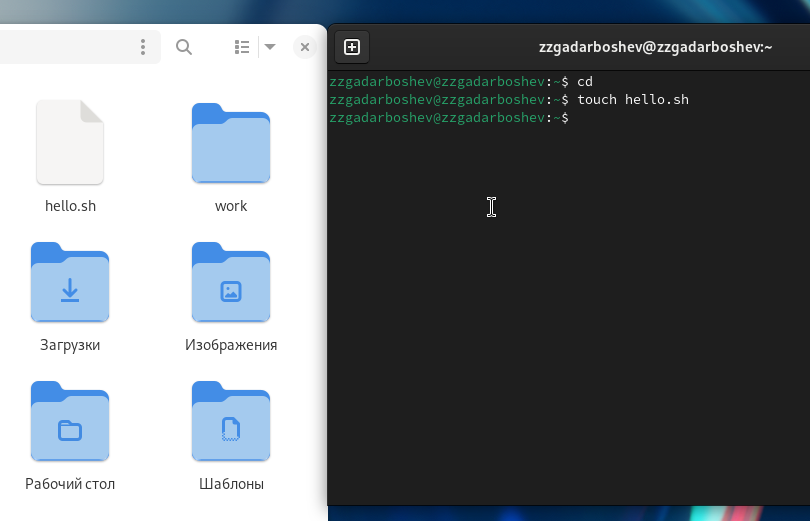 hello.sh
work
Загрузки
Изображения
Рабочий стол
Шаблоны
zzgadarboshev@zzgadarboshev:~
zzgadarboshev@zzgadarboshev:~$ cd
zzgadarboshev@zzgadarboshev:~$ touch hello.sh
zzgadarboshev@zzgadarboshev:~$